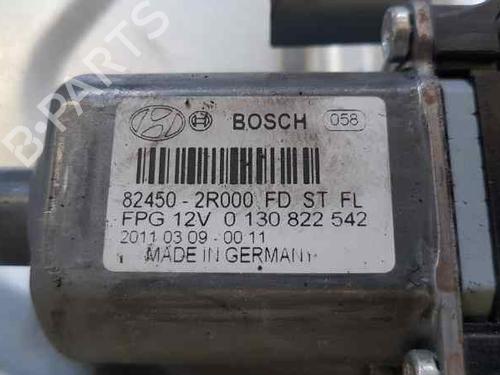 BOSCH 058
82450 - 2R000 FD ST FL
FPG 12V 0 130 822 542
2011 03 09 - 00 11
MADE IN GERMANY
B-PARTS